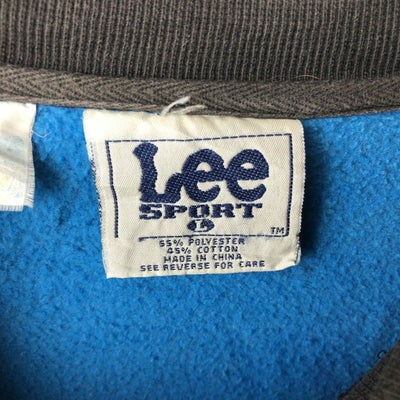 Lee
SPORT
L
TM
55% POLYESTER
45% COTTON
MADE IN CHINA
SEE REVERSE FOR CARE